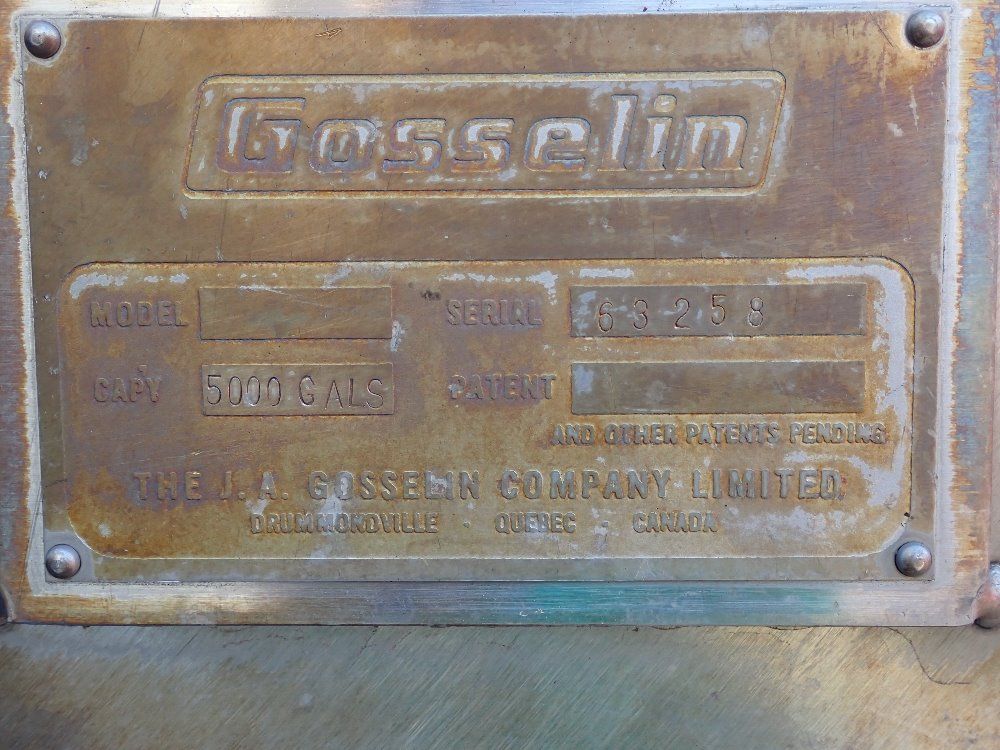 Gosselin
MODEL SERIAL 63258
CAPY 5000 GALS PATENT
AND OTHER PATENTS PENDING
THE J. A. GOSSELIN COMPANY LIMITED
DRUMMONDVILLE · QUEBEC · CANADA